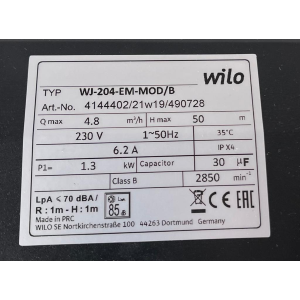 wilo
TYP WJ-204-EM-MOD/B
Art.-No. 4144402/21w19/490728
Q max 4.8 m³/h H max 50 m
230 V 1~50Hz 35°C
6.2 A IP X4
P1= 1.3 kW Capacitor 30 µF
Class B 2850 min⁻¹
LpA ≤ 70 dBA/
R : 1m - H : 1m
Made in PRC
85 dB
CE EAC
WILO SE Nortkirchenstraße 100 44263 Dortmund Germany